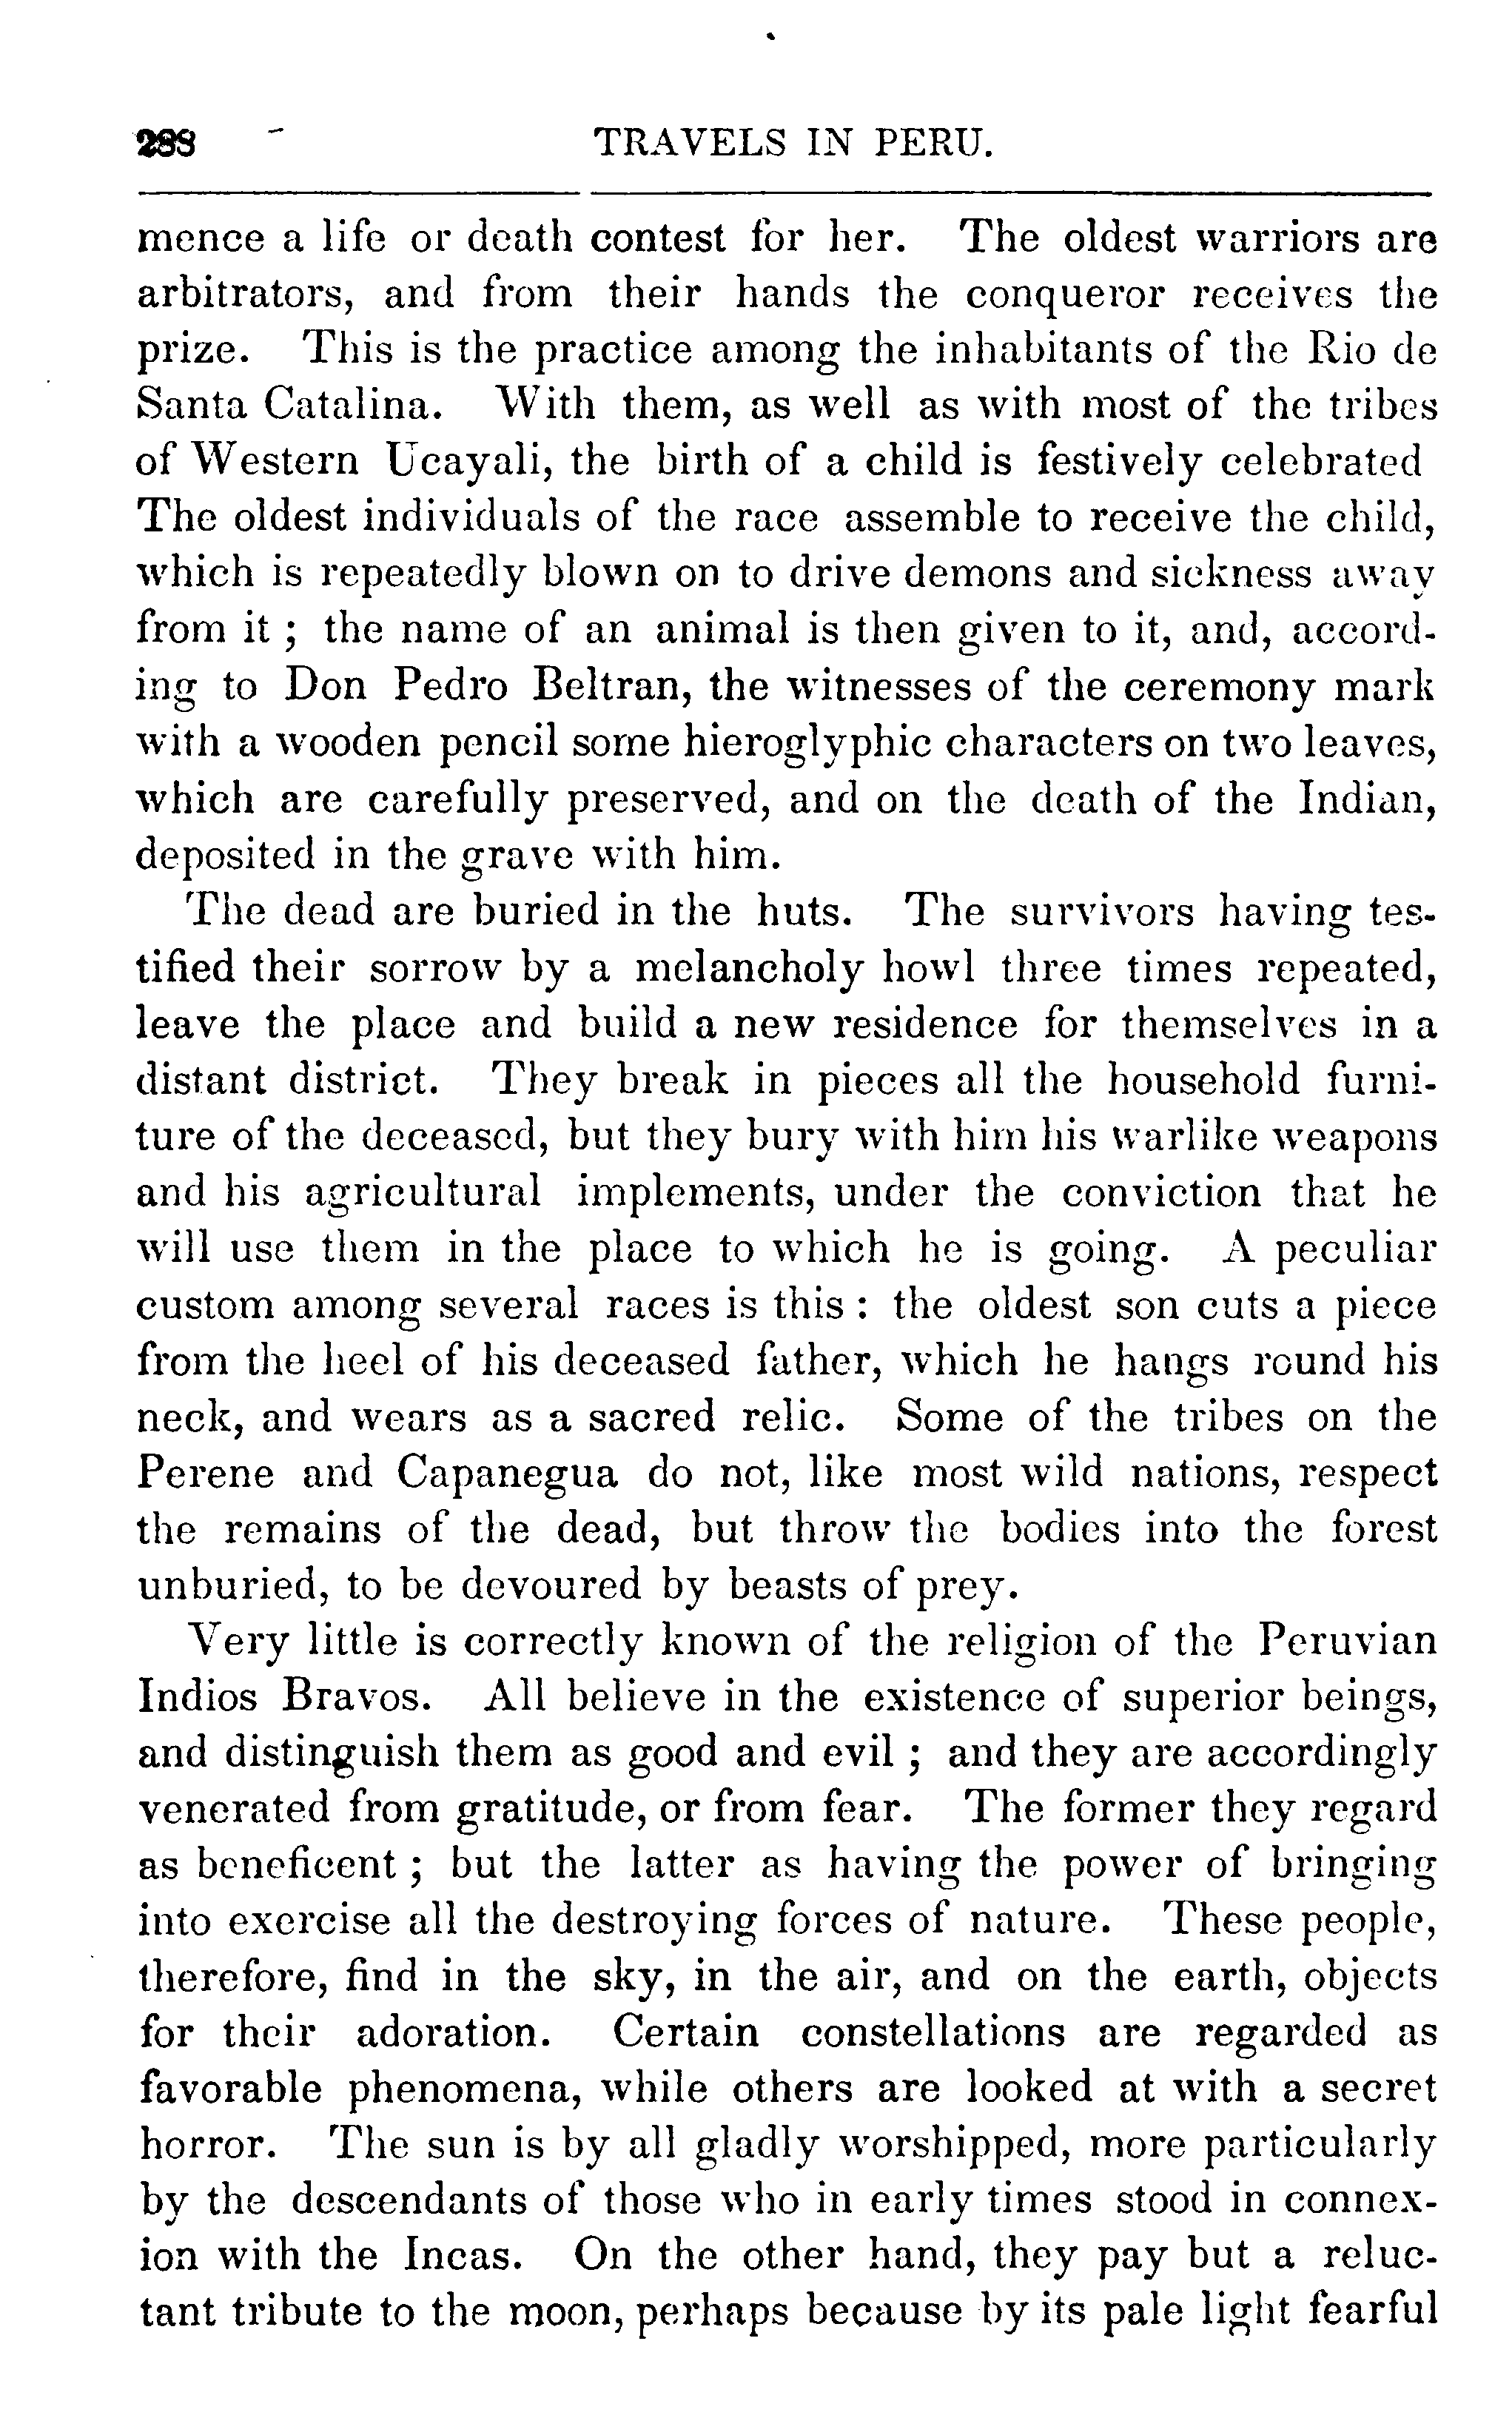 288 TRAVELS IN PERU.
mence a life or death contest for her. The oldest warriors are
arbitrators, and from their hands the conqueror receives the
prize. This is the practice among the inhabitants of the Rio de
Santa Catalina. With them, as well as with most of the tribes
of Western Ucayali, the birth of a child is festively celebrated
The oldest individuals of the race assemble to receive the child,
which is repeatedly blown on to drive demons and sickness away
from it ; the name of an animal is then given to it, and, accord-
ing to Don Pedro Beltran, the witnesses of the ceremony mark
with a wooden pencil some hieroglyphic characters on two leaves,
which are carefully preserved, and on the death of the Indian,
deposited in the grave with him.
The dead are buried in the huts. The survivors having tes-
tified their sorrow by a melancholy howl three times repeated,
leave the place and build a new residence for themselves in a
distant district. They break in pieces all the household furni-
ture of the deceased, but they bury with him his warlike weapons
and his agricultural implements, under the conviction that he
will use them in the place to which he is going. A peculiar
custom among several races is this : the oldest son cuts a piece
from the heel of his deceased father, which he hangs round his
neck, and wears as a sacred relic. Some of the tribes on the
Perene and Capanegua do not, like most wild nations, respect
the remains of the dead, but throw the bodies into the forest
unburied, to be devoured by beasts of prey.
Very little is correctly known of the religion of the Peruvian
Indios Bravos. All believe in the existence of superior beings,
and distinguish them as good and evil ; and they are accordingly
venerated from gratitude, or from fear. The former they regard
as beneficent ; but the latter as having the power of bringing
into exercise all the destroying forces of nature. These people,
therefore, find in the sky, in the air, and on the earth, objects
for their adoration. Certain constellations are regarded as
favorable phenomena, while others are looked at with a secret
horror. The sun is by all gladly worshipped, more particularly
by the descendants of those who in early times stood in connex-
ion with the Incas. On the other hand, they pay but a reluc-
tant tribute to the moon, perhaps because by its pale light fearful